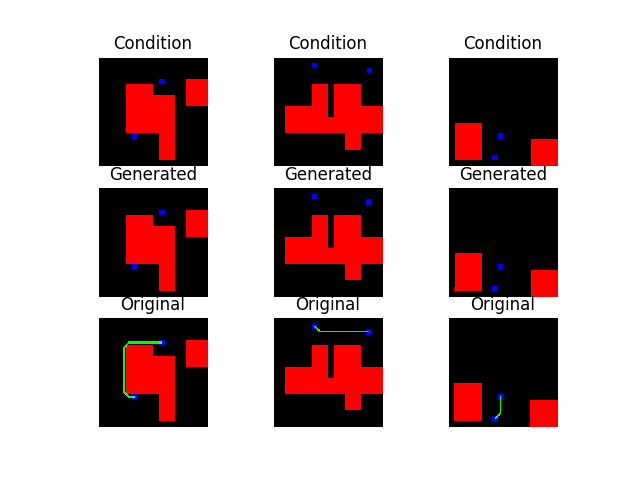 Condition Condition Condition
Generated Generated Generated
Original Original Original